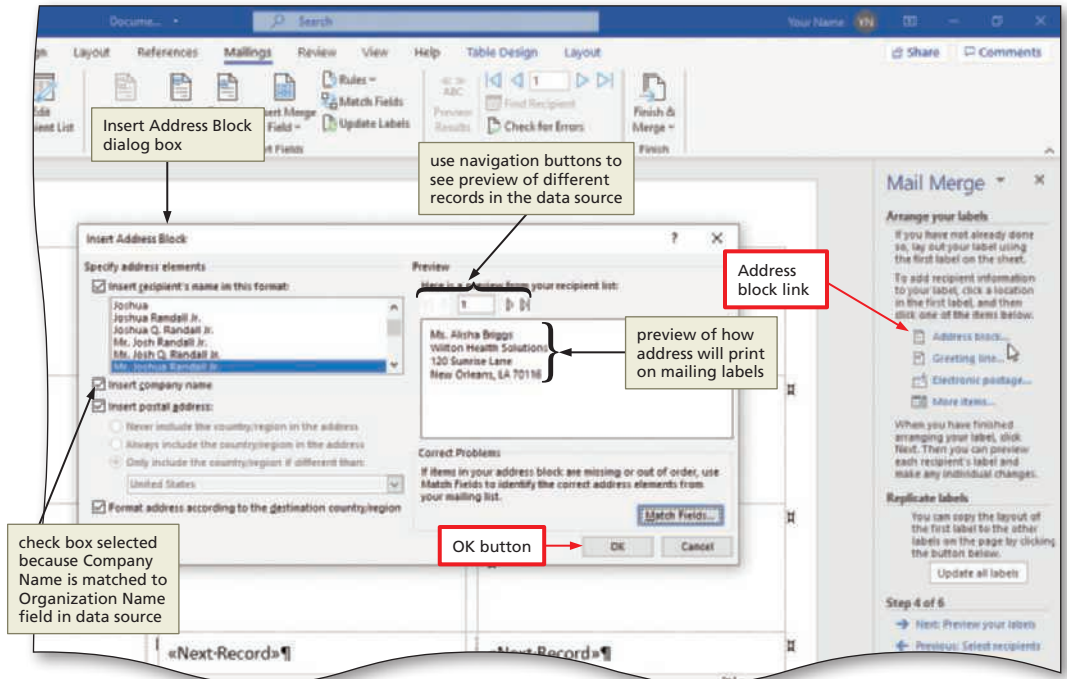 Docume...
Search
Your Name
YN
Layout
References
Mailings
Review
View
Help
Table Design
Layout
Share
Comments
Rules
Match Fields
Update Labels
Merge
Field
ABC
Preview
Results
1
Find Recipient
Check for Errors
Finish &
Merge
Finish
Insert Address Block
dialog box
use navigation buttons to
see preview of different
records in the data source
Mail Merge
Arrange your labels
If you have not already done
so, lay out your label using
the first label on the sheet.
To add recipient information
to your label, click a location
in the first label, and then
click one of the items below.
Address block...
Greeting line...
Electronic postage...
More items...
When you have finished
arranging your label, click
Next. Then you can preview
each recipient's label and
make any individual changes.
Replicate labels
You can copy the layout of
the first label to the other
labels on the page by clicking
the button below.
Update all labels
Step 4 of 6
Next: Preview your labels
Previous: Select recipients
Address
block link
Insert Address Block
? X
Specify address elements
Insert recipient's name in this format:
Joshua
Joshua Randall Jr.
Joshua Q. Randall Jr.
Mr. Josh Randall Jr.
Mr. Josh Q. Randall Jr.
Mr. Joshua Randall Jr.
Insert company name
Insert postal address:
Never include the country/region in the address
Always include the country/region in the address
Only include the country/region if different than:
United States
Format address according to the destination country/region
Preview
Here is a preview from your recipient list:
1
Ms. Alisha Briggs
Wilton Health Solutions
120 Sunrise Lane
New Orleans, LA 70116
preview of how
address will print
on mailing labels
Correct Problems
If items in your address block are missing or out of order, use
Match Fields to identify the correct address elements from
your mailing list.
Match Fields...
OK
Cancel
OK button
check box selected
because Company
Name is matched to
Organization Name
field in data source
«Next·Record»¶
Record»¶